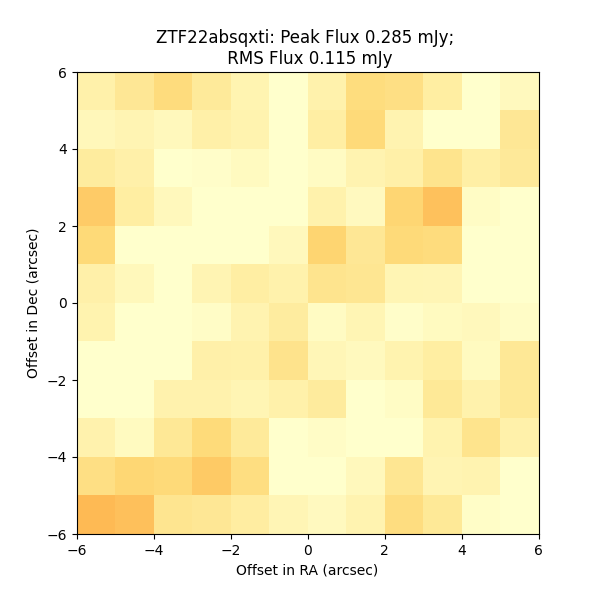 ZTF22absqxti: Peak Flux 0.285 mJy;
RMS Flux 0.115 mJy
6
4
2
0
−2
−4
−6
Offset in Dec (arcsec)
−6 −4 −2 0 2 4 6
Offset in RA (arcsec)